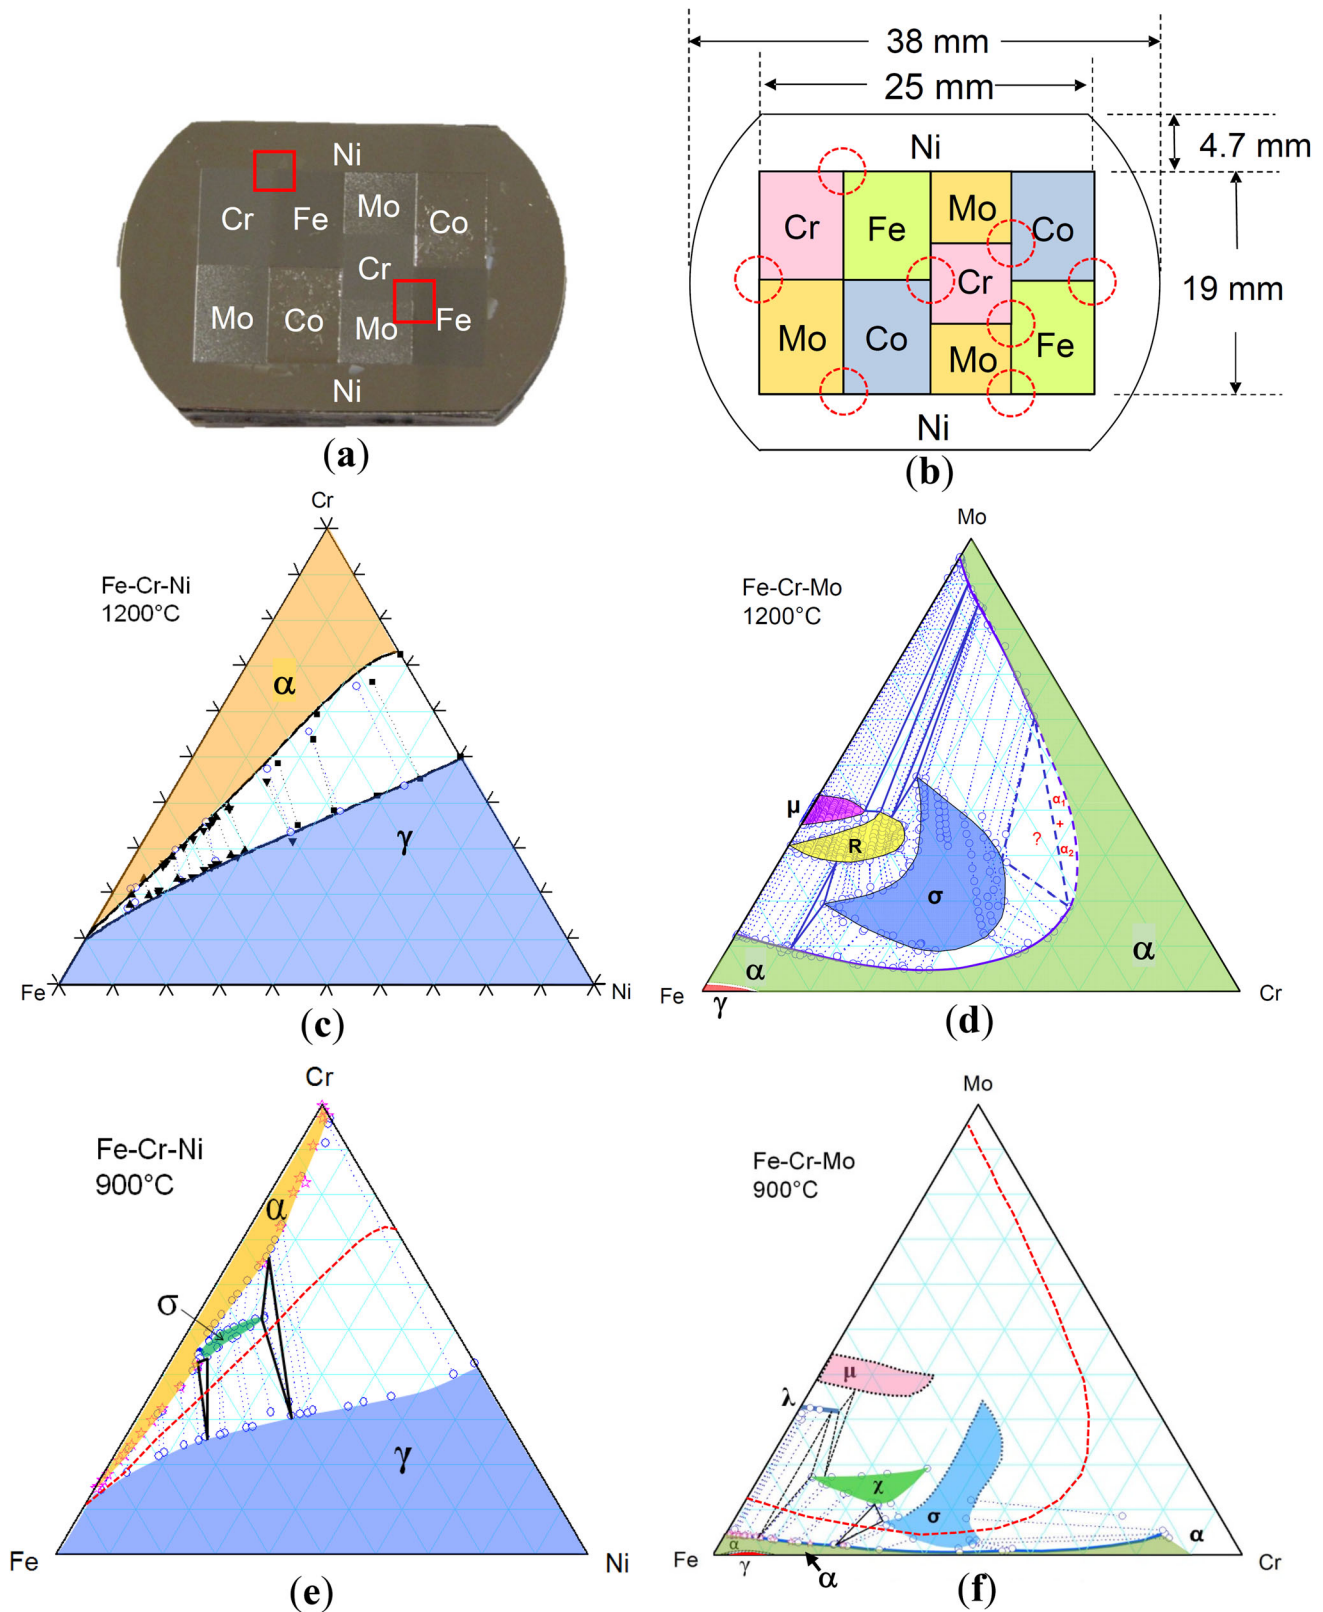 Ni
Cr Fe Mo Co
Cr
Mo Co Mo Fe
Ni
(a)
38 mm
25 mm
4.7 mm
Ni
Cr Fe Mo Co
Cr
19 mm
Mo Co Mo Fe
Ni
(b)
Cr
Fe-Cr-Ni
1200°C
α
γ
Fe
Ni
(c)
Mo
Fe-Cr-Mo
1200°C
μ
R
σ
?
α1
+
α2
α
α
Fe
γ
Cr
(d)
Cr
Fe-Cr-Ni
900°C
α
σ
γ
Fe
Ni
(e)
Mo
Fe-Cr-Mo
900°C
μ
λ
χ
σ
α
α
Fe
γ
α
Cr
(f)